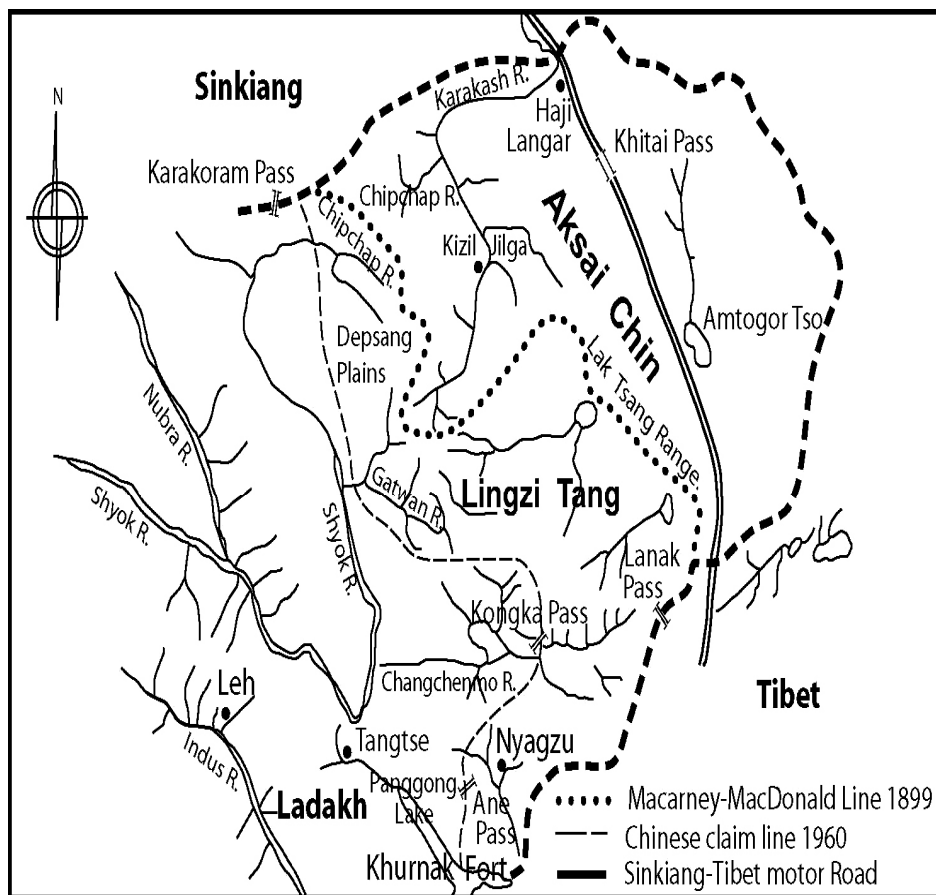 Sinkiang
N
Karakash R.
Haji
Langar
Khitai Pass
Karakoram Pass
Chipchap R.
Chipchap R.
Kizil Jilga
Aksai Chin
Amtogor Tso
Depsang
Plains
Lak Tsang Range.
Nubra R.
Shyok R.
Gatwan R.
Lingzi Tang
Shyok R.
Lanak
Pass
Kongka Pass
Changchenmo R.
Tibet
Leh
Tangtse
Nyagzu
Indus R.
Panggong
Lake
Ane
Pass
Ladakh
Khurnak Fort
Macarney-MacDonald Line 1899
Chinese claim line 1960
Sinkiang-Tibet motor Road